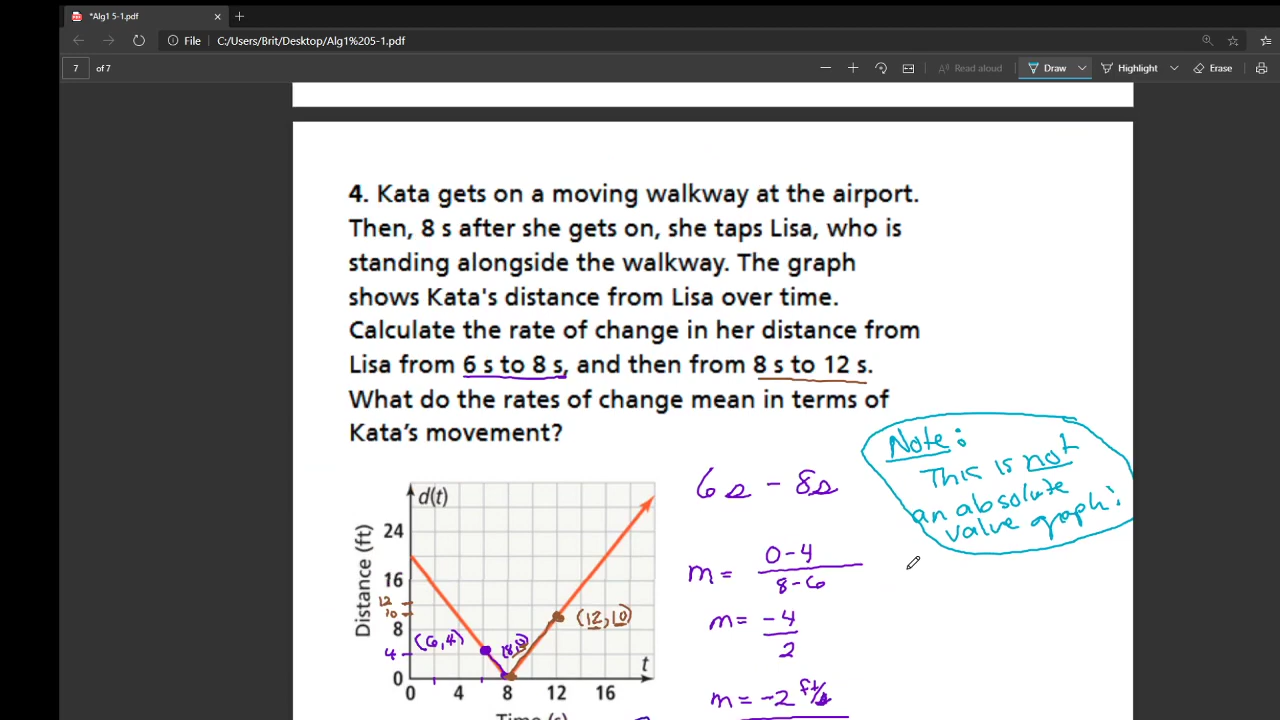 *Alg1 5-1.pdf
File C:/Users/Brit/Desktop/Alg1%205-1.pdf
7 of 7 Read aloud Draw Highlight Erase
4. Kata gets on a moving walkway at the airport.
Then, 8 s after she gets on, she taps Lisa, who is
standing alongside the walkway. The graph
shows Kata's distance from Lisa over time.
Calculate the rate of change in her distance from
Lisa from 6 s to 8 s, and then from 8 s to 12 s.
What do the rates of change mean in terms of
Kata's movement?
Note:
This is not
an absolute
value graph!
6s - 8s
m = 0-4
8-6
m = -4
2
m = -2 ft/s
d(t)
24
16
12
10
8
4
0
(6,4)
(8,0)
(12,10)
t
0 4 8 12 16
Time (s)
Distance (ft)